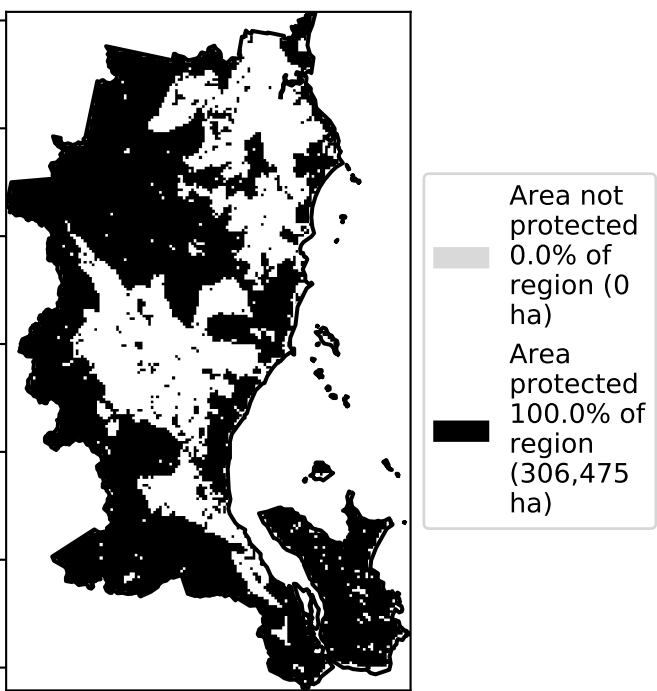 Area not
protected
0.0% of
region (0
ha)
Area
protected
100.0% of
region
(306,475
ha)